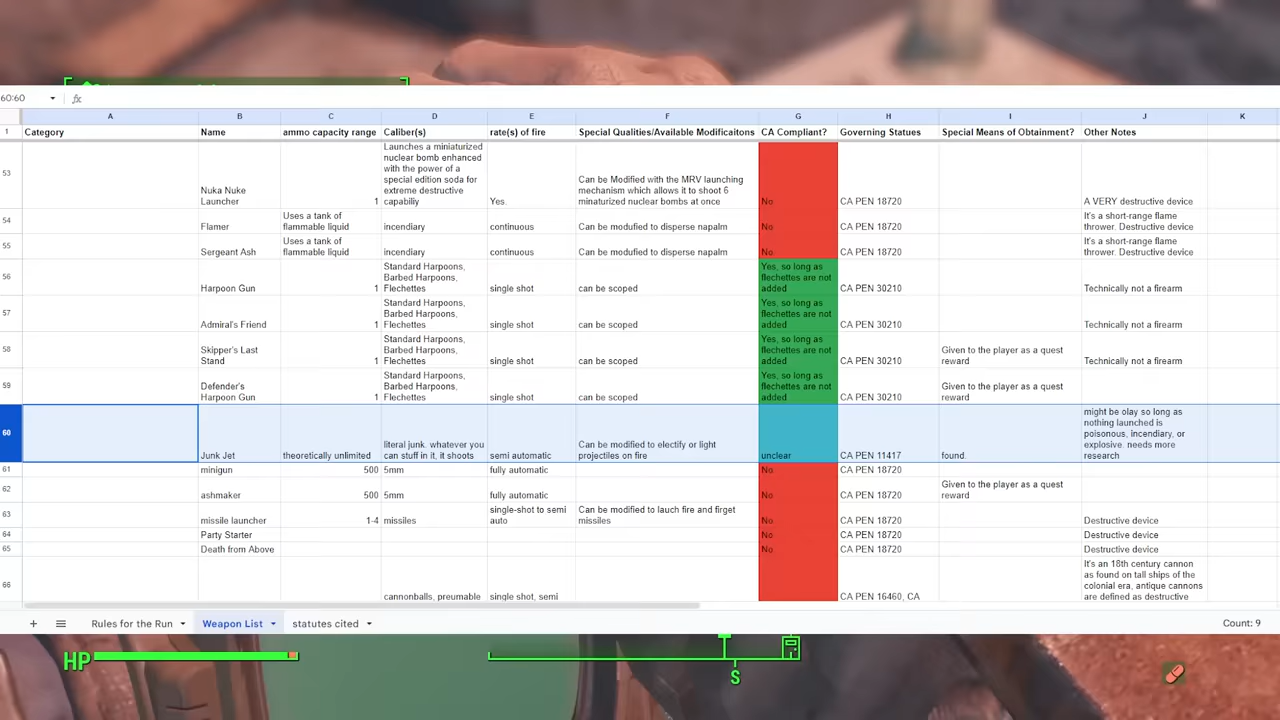 60:60 fx
A B C D E F G H I J K
1 Category Name ammo capacity range Caliber(s) rate(s) of fire Special Qualities/Available Modificaitons CA Compliant? Governing Statues Special Means of Obtainment? Other Notes
53
Nuka Nuke
Launcher
1
Launches a miniaturized
nuclear bomb enhanced
with the power of a
special edition soda for
extreme destructive
capabiliy
Yes.
Can be Modified with the MRV launching
mechanism which allows it to shoot 6
minaturized nuclear bombs at once
No
CA PEN 18720
A VERY destructive device
54
Flamer
Uses a tank of
flammable liquid
incendiary
continuous
Can be modufied to disperse napalm
No
CA PEN 18720
It's a short-range flame
thrower. Destructive device
55
Sergeant Ash
Uses a tank of
flammable liquid
incendiary
continuous
Can be modufied to disperse napalm
No
CA PEN 18720
It's a short-range flame
thrower. Destructive device
56
Harpoon Gun
1
Standard Harpoons,
Barbed Harpoons,
Flechettes
single shot
can be scoped
Yes, so long as
flechettes are not
added
CA PEN 30210
Technically not a firearm
57
Admiral's Friend
1
Standard Harpoons,
Barbed Harpoons,
Flechettes
single shot
can be scoped
Yes, so long as
flechettes are not
added
CA PEN 30210
Technically not a firearm
58
Skipper's Last
Stand
1
Standard Harpoons,
Barbed Harpoons,
Flechettes
single shot
can be scoped
Yes, so long as
flechettes are not
added
CA PEN 30210
Given to the player as a quest
reward
Technically not a firearm
59
Defender's
Harpoon Gun
1
Standard Harpoons,
Barbed Harpoons,
Flechettes
single shot
can be scoped
Yes, so long as
flechettes are not
added
CA PEN 30210
Given to the player as a quest
reward
Technically not a firearm
60
Junk Jet
theoretically unlimited
literal junk. whatever you
can stuff in it, it shoots
semi automatic
Can be modified to electify or light
projectiles on fire
unclear
CA PEN 11417
found.
might be olay so long as
nothing launched is
poisonous, incendiary, or
explosive. needs more
research
61
minigun
500
5mm
fully automatic
No
CA PEN 18720
62
ashmaker
500
5mm
fully automatic
No
CA PEN 18720
Given to the player as a quest
reward
63
missile launcher
1-4
missiles
single-shot to semi
auto
Can be modified to lauch fire and firget
missiles
No
CA PEN 18720
Destructive device
64
Party Starter
No
CA PEN 18720
Destructive device
65
Death from Above
No
CA PEN 18720
Destructive device
66
cannonballs, preumable
single shot, semi
CA PEN 16460, CA
It's an 18th century cannon
as found on tall ships of the
colonial era, antique cannons
are defined as destructive
Rules for the Run Weapon List statutes cited Count: 9
HP
S